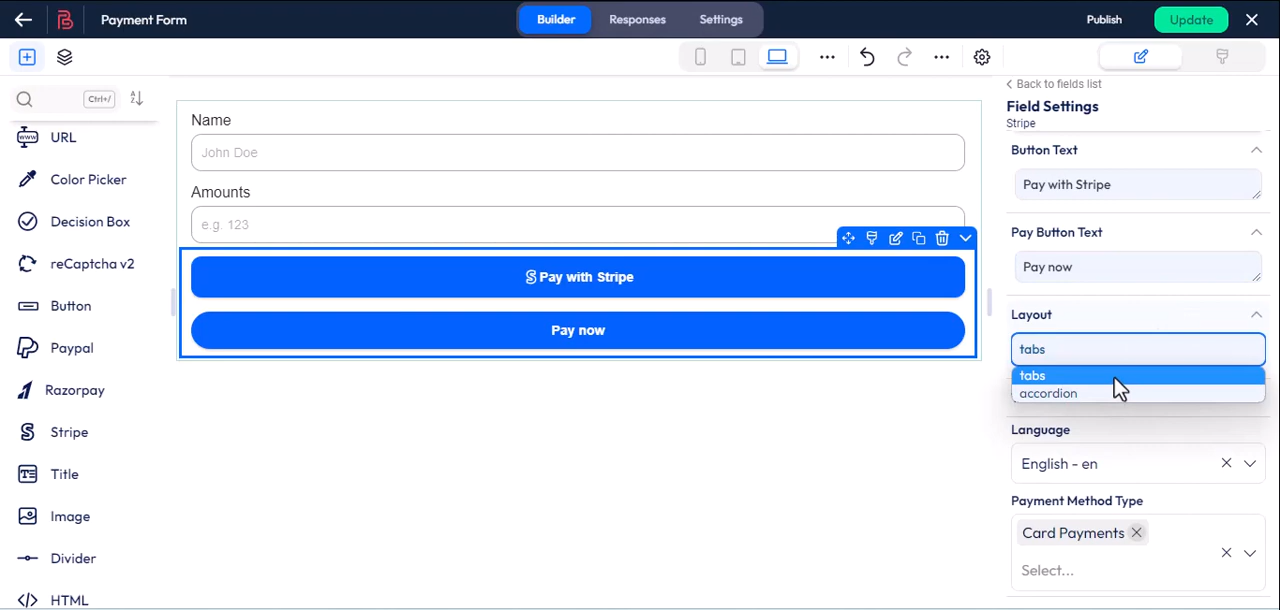 Payment Form
Builder
Responses
Settings
Publish
Update
Ctrl+/
A
Z
URL
Color Picker
Decision Box
reCaptcha v2
Button
Paypal
Razorpay
Stripe
Title
Image
Divider
HTML
Name
John Doe
Amounts
e.g. 123
Pay with Stripe
Pay now
Back to fields list
Field Settings
Stripe
Button Text
Pay with Stripe
Pay Button Text
Pay now
Layout
tabs
tabs
accordion
Language
English - en
Payment Method Type
Card Payments
Select...